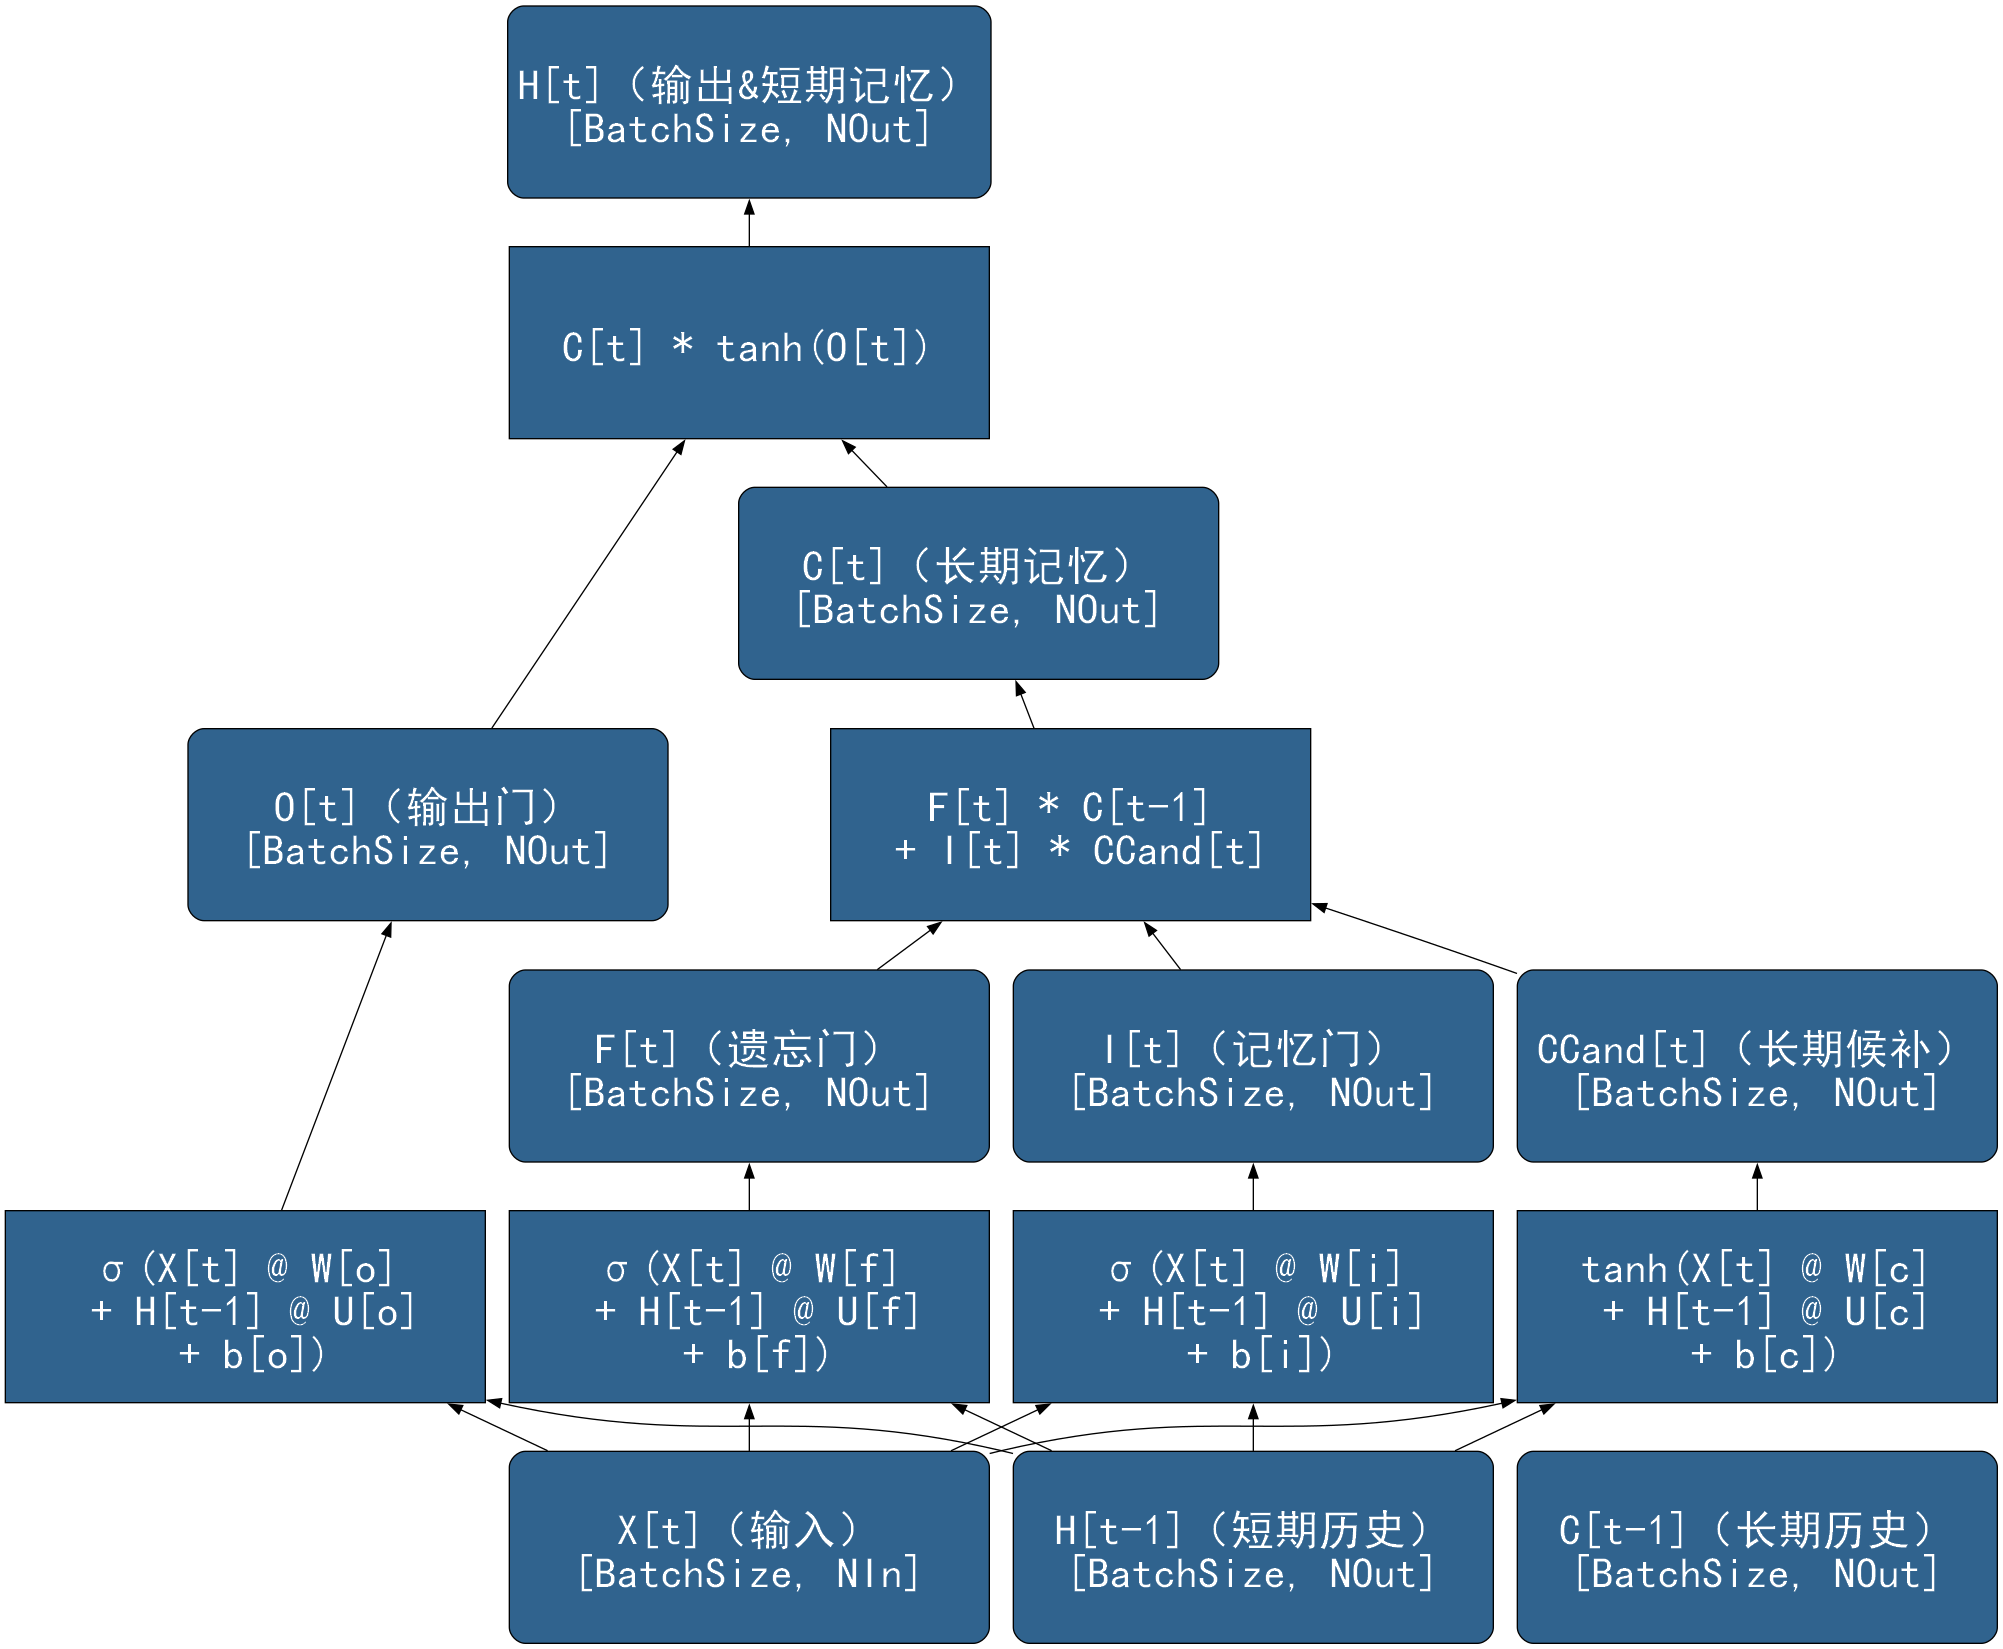 H[t]（输出&短期记忆）
[BatchSize, NOut]
C[t] * tanh(O[t])
C[t]（长期记忆）
[BatchSize, NOut]
O[t]（输出门）
[BatchSize, NOut]
F[t] * C[t-1]
+ I[t] * CCand[t]
F[t]（遗忘门）
[BatchSize, NOut]
I[t]（记忆门）
[BatchSize, NOut]
CCand[t]（长期候补）
[BatchSize, NOut]
σ(X[t] @ W[o]
+ H[t-1] @ U[o]
+ b[o])
σ(X[t] @ W[f]
+ H[t-1] @ U[f]
+ b[f])
σ(X[t] @ W[i]
+ H[t-1] @ U[i]
+ b[i])
tanh(X[t] @ W[c]
+ H[t-1] @ U[c]
+ b[c])
X[t]（输入）
[BatchSize, NIn]
H[t-1]（短期历史）
[BatchSize, NOut]
C[t-1]（长期历史）
[BatchSize, NOut]